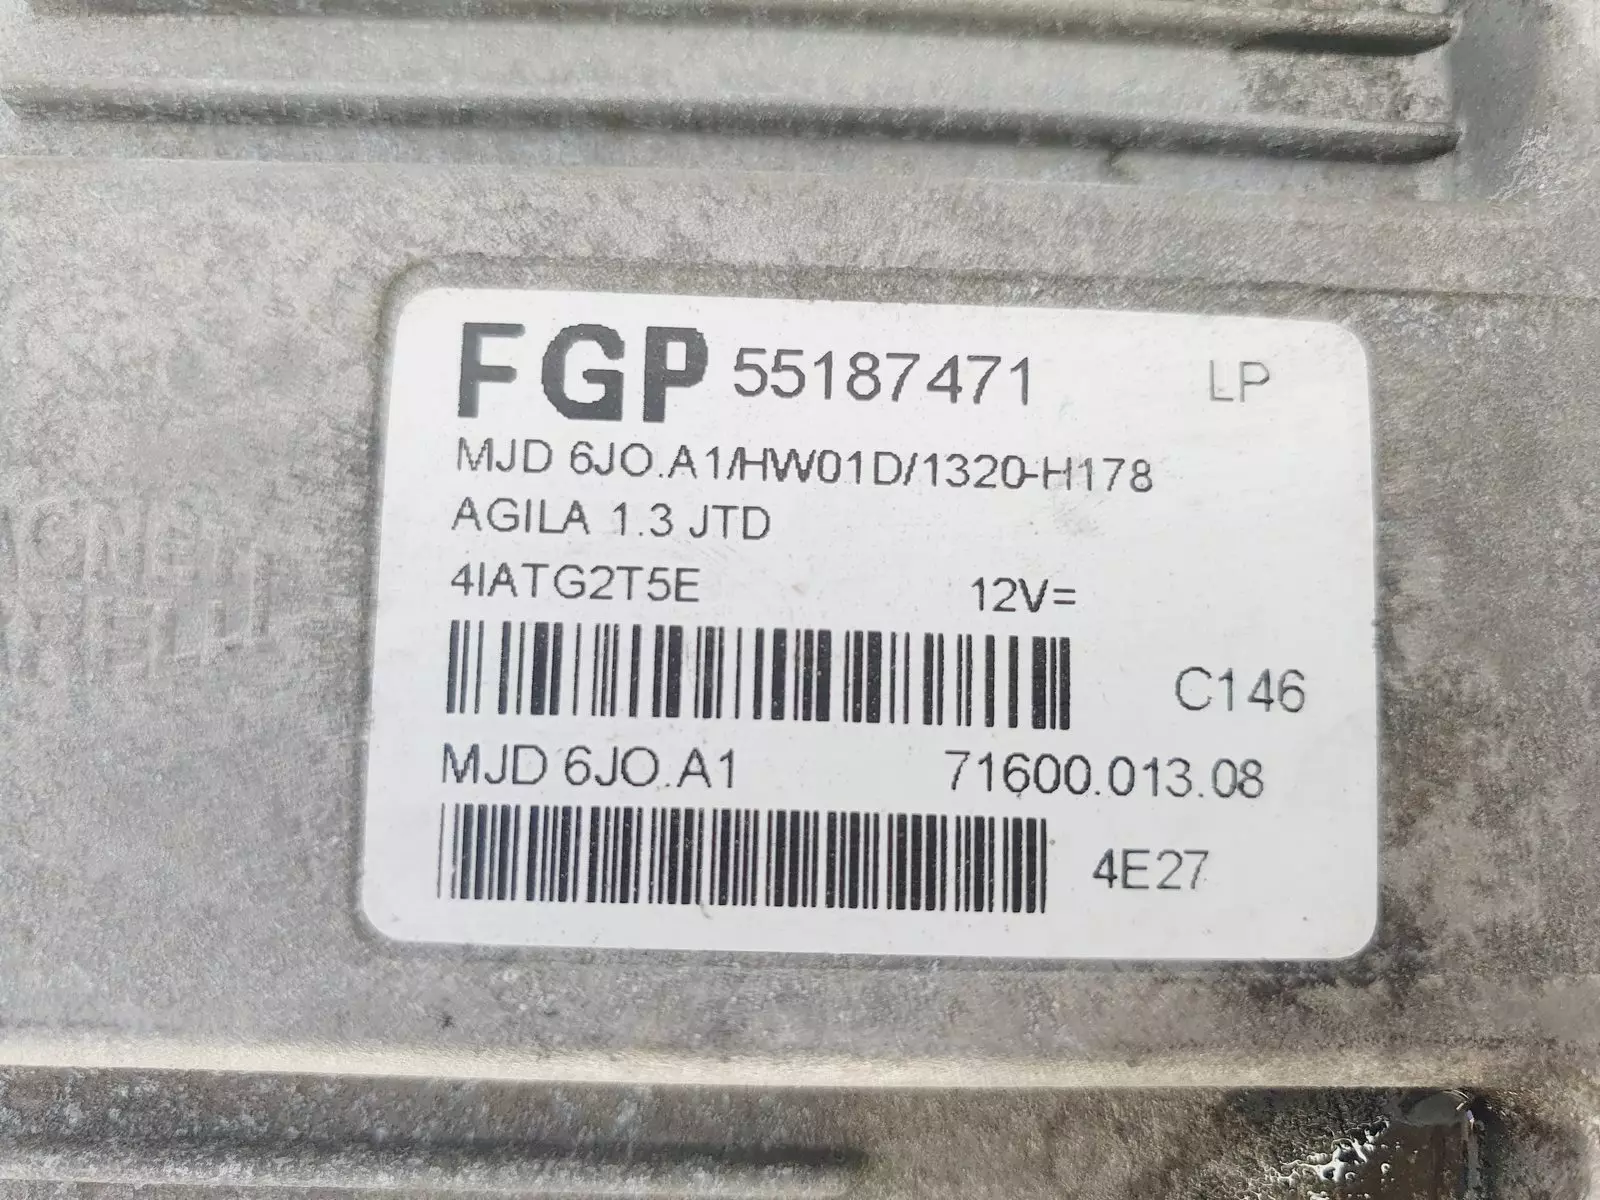 FGP 55187471 LP
MJD 6JO.A1/HW01D/1320-H178
AGILA 1.3 JTD
4IATG2T5E 12V=
C146
MJD 6JO.A1 71600.013.08
4E27